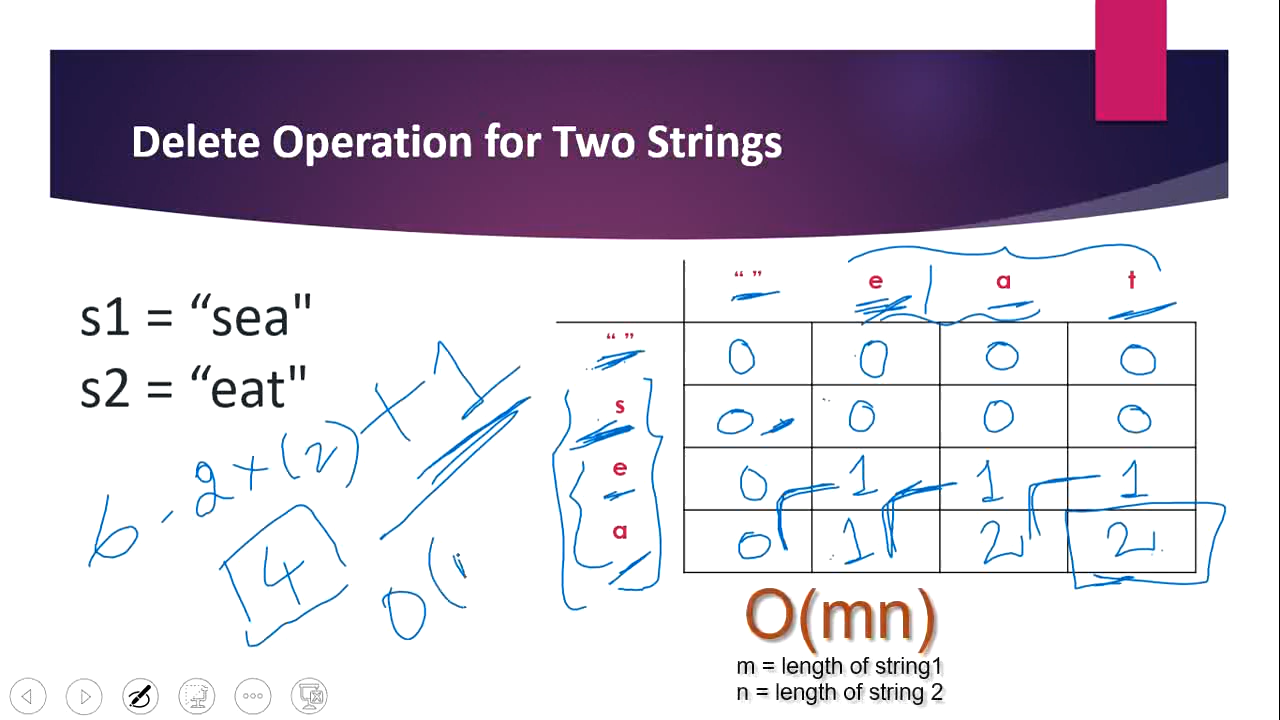 Delete Operation for Two Strings
s1 = “sea"
s2 = “eat"
6 - 2 * (2) + 1
4
O(
“ ” e a t
“ ” 0 0 0 0
s 0 0 0 0
e 0 1 1 1
a 0 1 2 2
O(mn)
m = length of string1
n = length of string 2